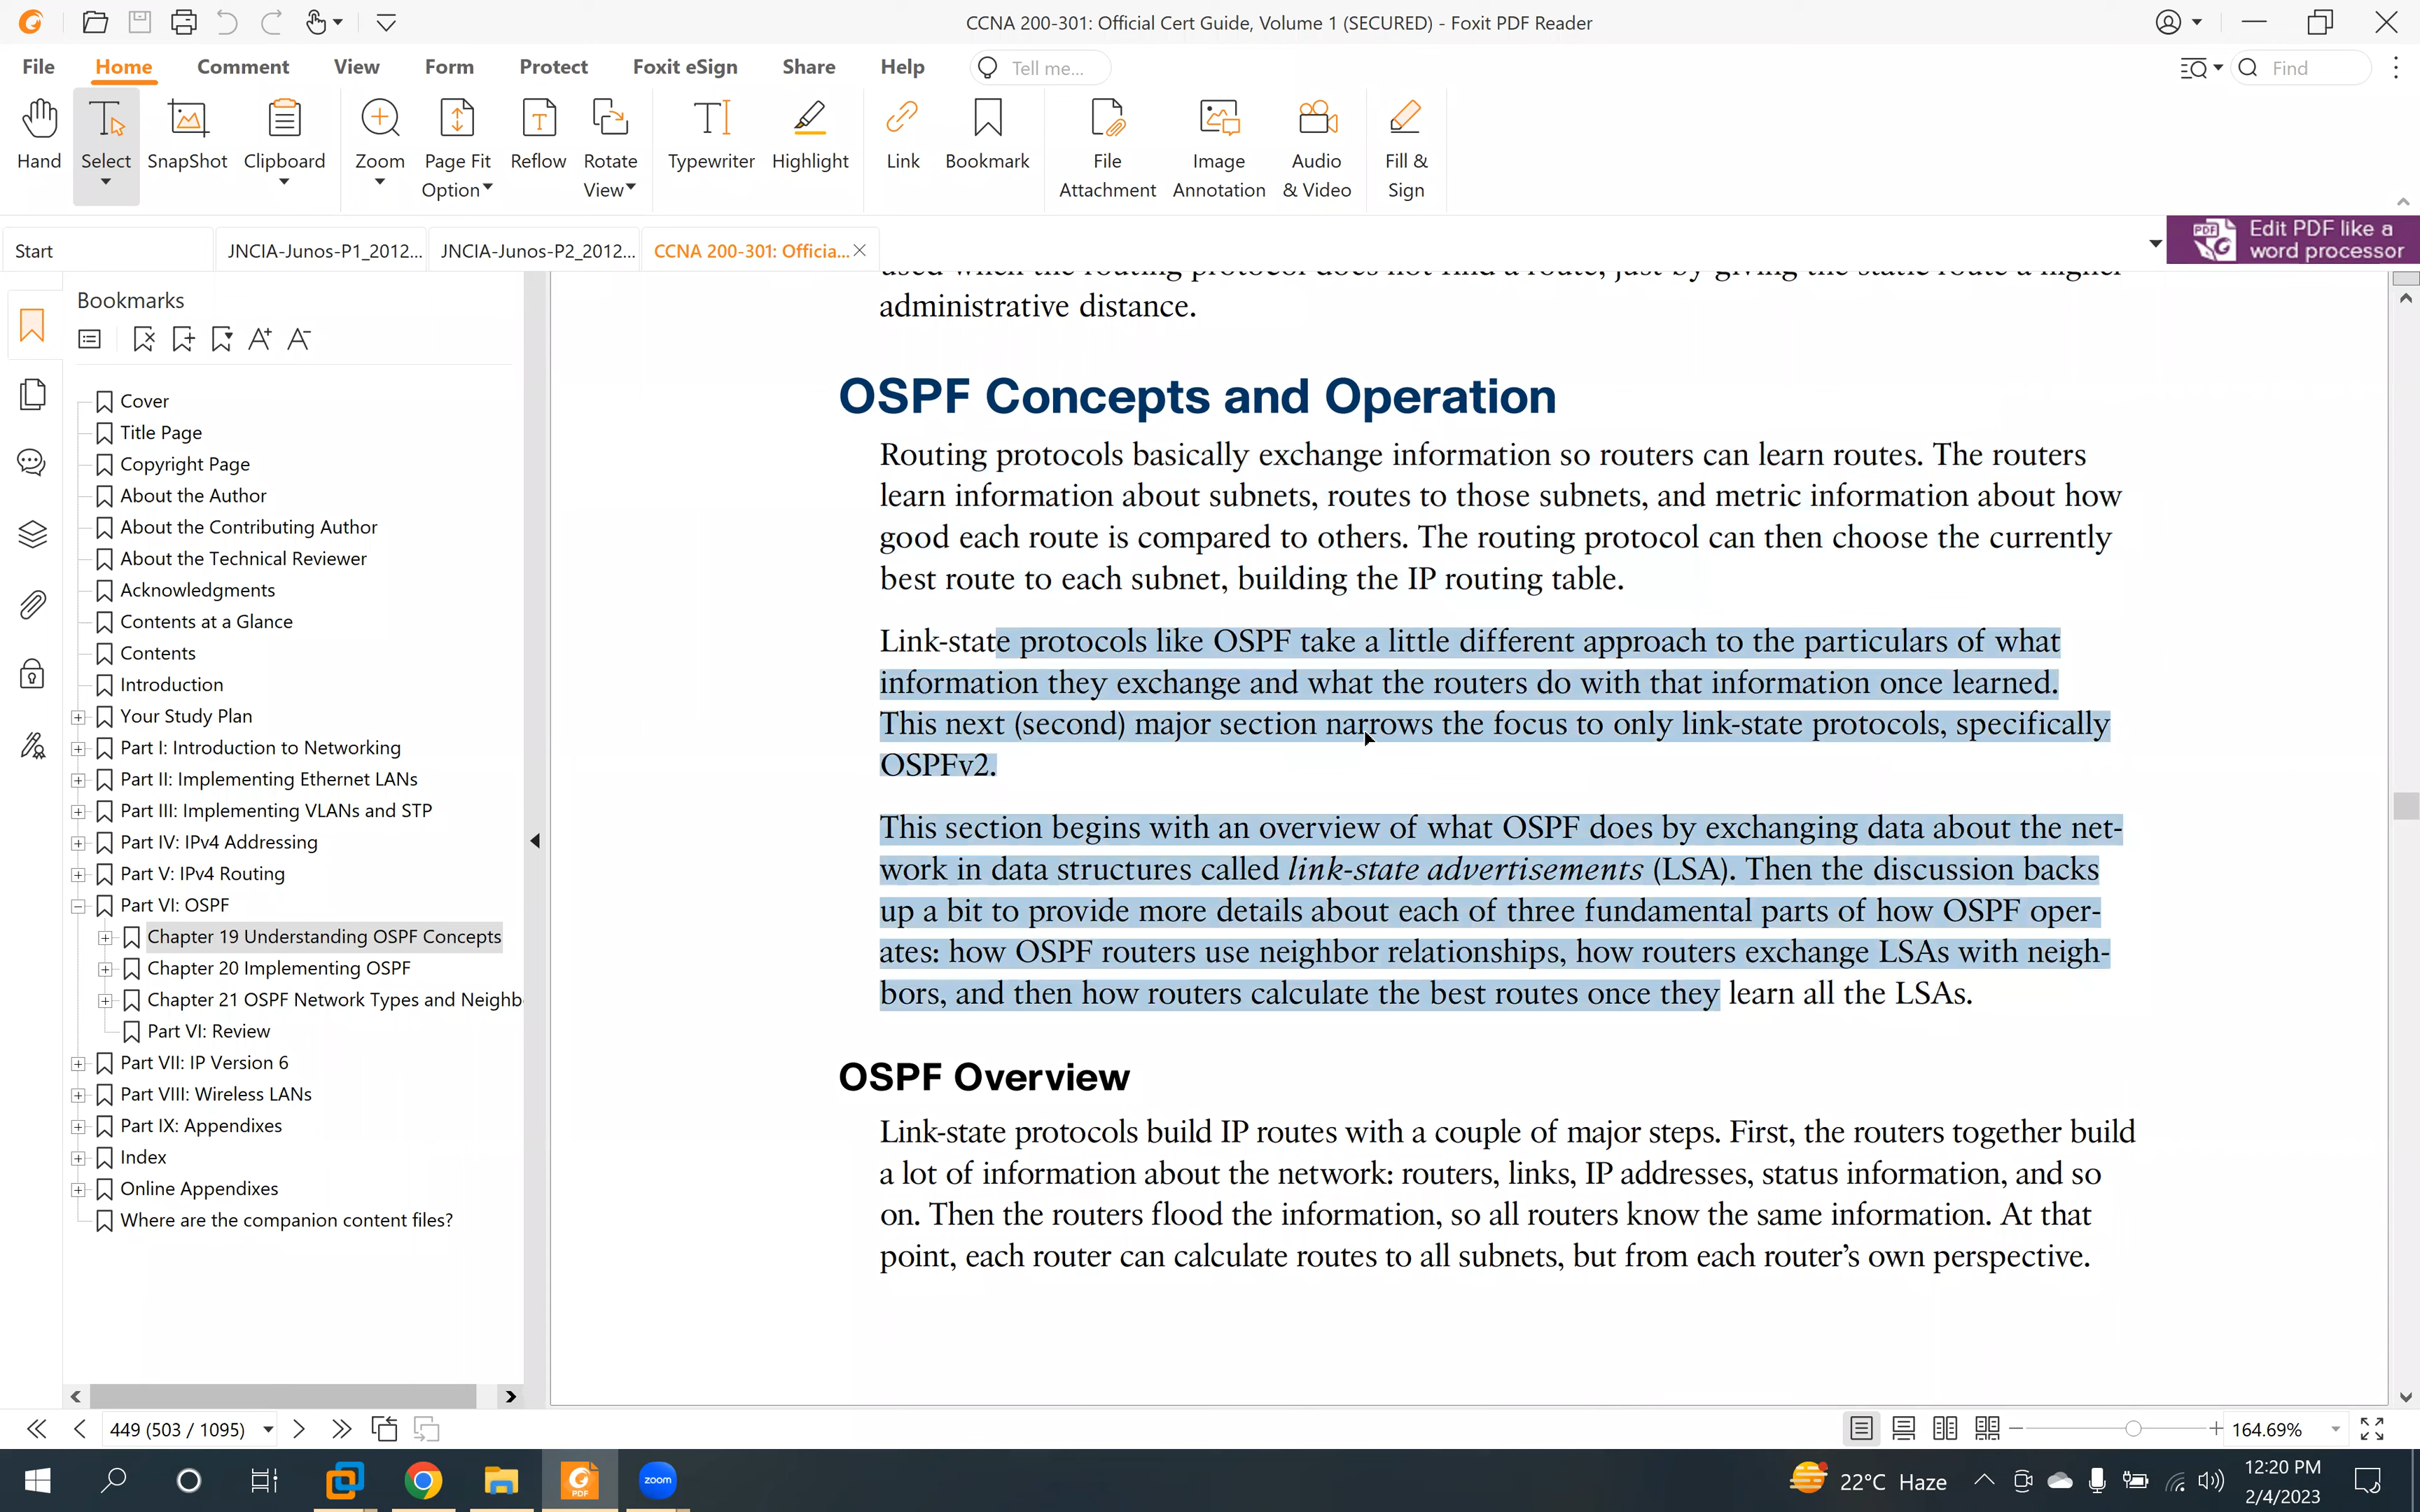 CCNA 200-301: Official Cert Guide, Volume 1 (SECURED) - Foxit PDF Reader
File Home Comment View Form Protect Foxit eSign Share Help Tell me... Find
Hand Select SnapShot Clipboard Zoom Page Fit Option Reflow Rotate View Typewriter Highlight Link Bookmark File Attachment Image Annotation Audio & Video Fill & Sign
Start JNCIA-Junos-P1_2012... JNCIA-Junos-P2_2012... CCNA 200-301: Officia...
Edit PDF like a
word processor
Bookmarks
Cover
Title Page
Copyright Page
About the Author
About the Contributing Author
About the Technical Reviewer
Acknowledgments
Contents at a Glance
Contents
Introduction
Your Study Plan
Part I: Introduction to Networking
Part II: Implementing Ethernet LANs
Part III: Implementing VLANs and STP
Part IV: IPv4 Addressing
Part V: IPv4 Routing
Part VI: OSPF
Chapter 19 Understanding OSPF Concepts
Chapter 20 Implementing OSPF
Chapter 21 OSPF Network Types and Neighb
Part VI: Review
Part VII: IP Version 6
Part VIII: Wireless LANs
Part IX: Appendixes
Index
Online Appendixes
Where are the companion content files?
used when the routing protocol does not find a route, just by giving the static route a higher
administrative distance.
OSPF Concepts and Operation
Routing protocols basically exchange information so routers can learn routes. The routers
learn information about subnets, routes to those subnets, and metric information about how
good each route is compared to others. The routing protocol can then choose the currently
best route to each subnet, building the IP routing table.
Link-state protocols like OSPF take a little different approach to the particulars of what
information they exchange and what the routers do with that information once learned.
This next (second) major section narrows the focus to only link-state protocols, specifically
OSPFv2.
This section begins with an overview of what OSPF does by exchanging data about the net-
work in data structures called link-state advertisements (LSA). Then the discussion backs
up a bit to provide more details about each of three fundamental parts of how OSPF oper-
ates: how OSPF routers use neighbor relationships, how routers exchange LSAs with neigh-
bors, and then how routers calculate the best routes once they learn all the LSAs.
OSPF Overview
Link-state protocols build IP routes with a couple of major steps. First, the routers together build
a lot of information about the network: routers, links, IP addresses, status information, and so
on. Then the routers flood the information, so all routers know the same information. At that
point, each router can calculate routes to all subnets, but from each router's own perspective.
449 (503 / 1095)
164.69%
PDF
zoom
22°C Haze
12:20 PM
2/4/2023